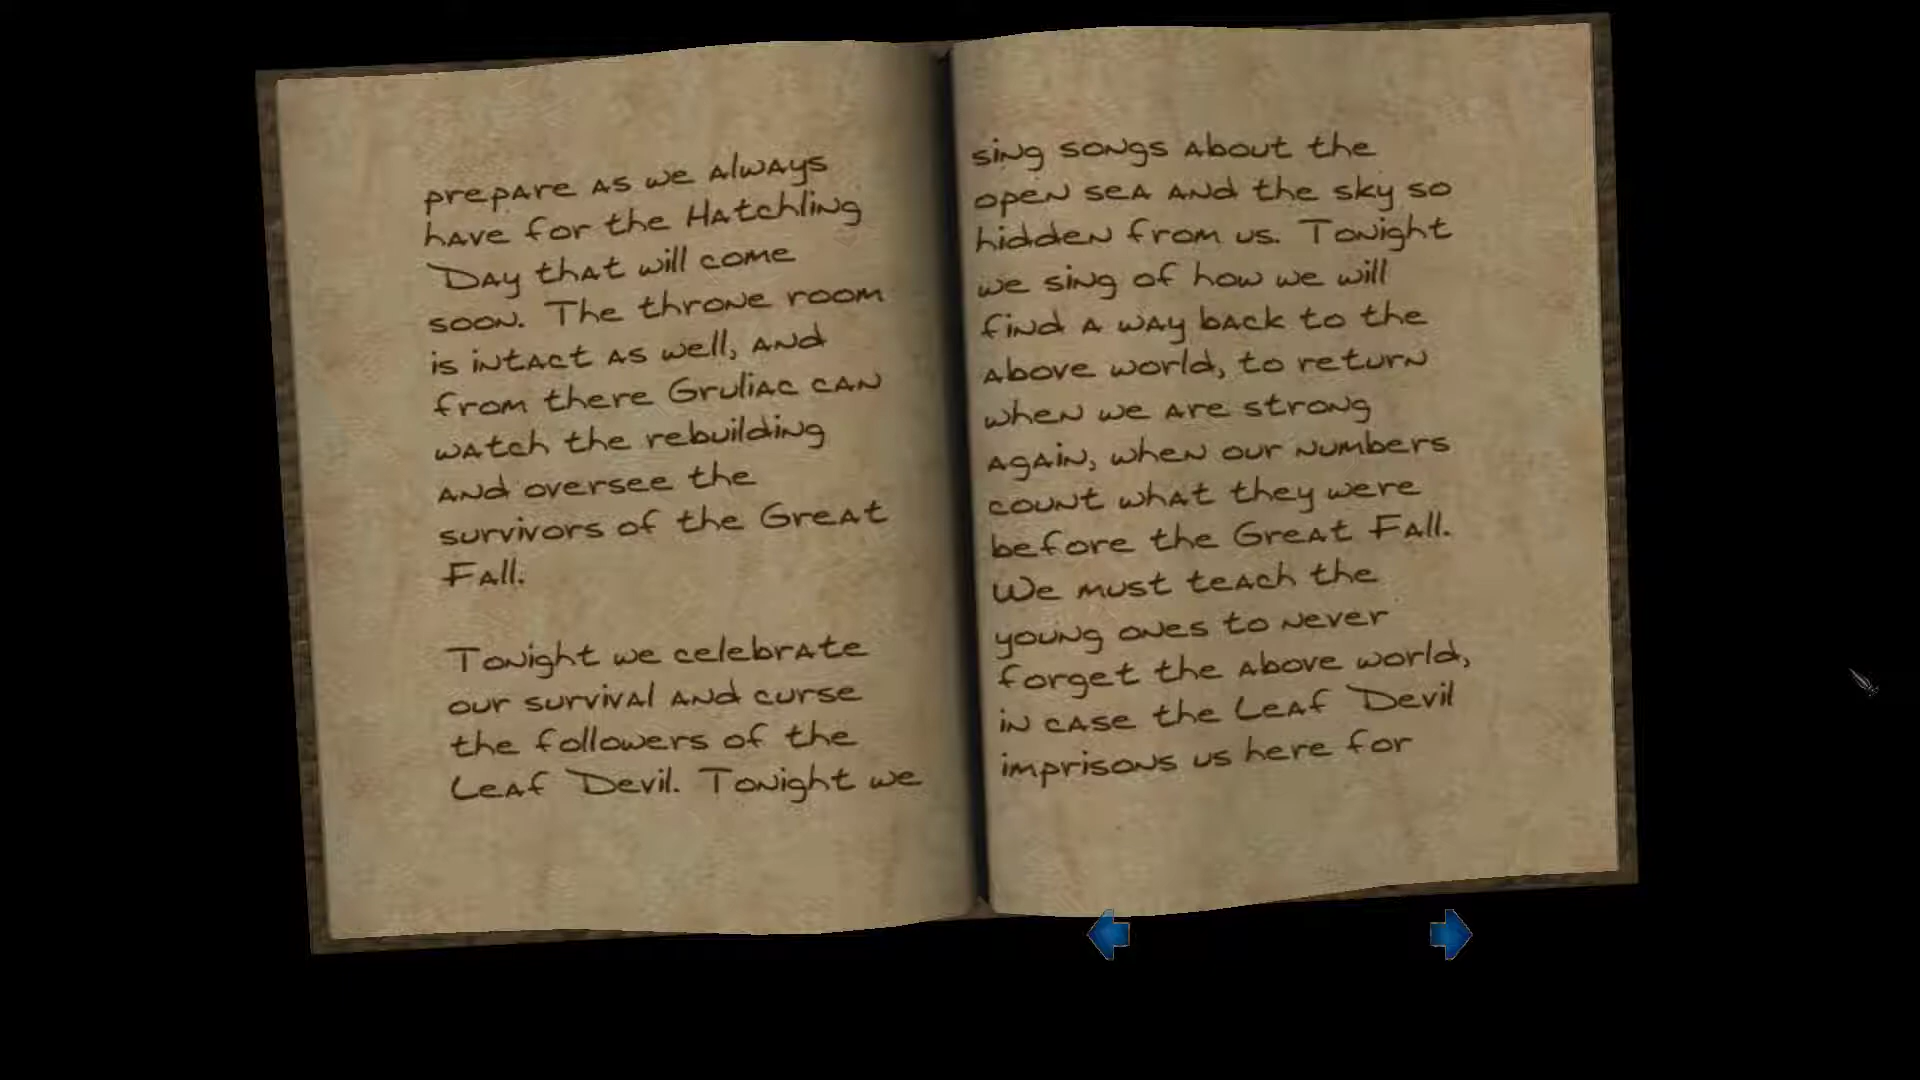 prepare as we always
have for the Hatchling
Day that will come
soon. The throne room
is intact as well, and
from there Gruliac can
watch the rebuilding
and oversee the
survivors of the Great
Fall.
Tonight we celebrate
our survival and curse
the followers of the
Leaf Devil. Tonight we
sing songs about the
open sea and the sky so
hidden from us. Tonight
we sing of how we will
find a way back to the
above world, to return
when we are strong
again, when our numbers
count what they were
before the Great Fall.
We must teach the
young ones to never
forget the above world,
in case the Leaf Devil
imprisons us here for